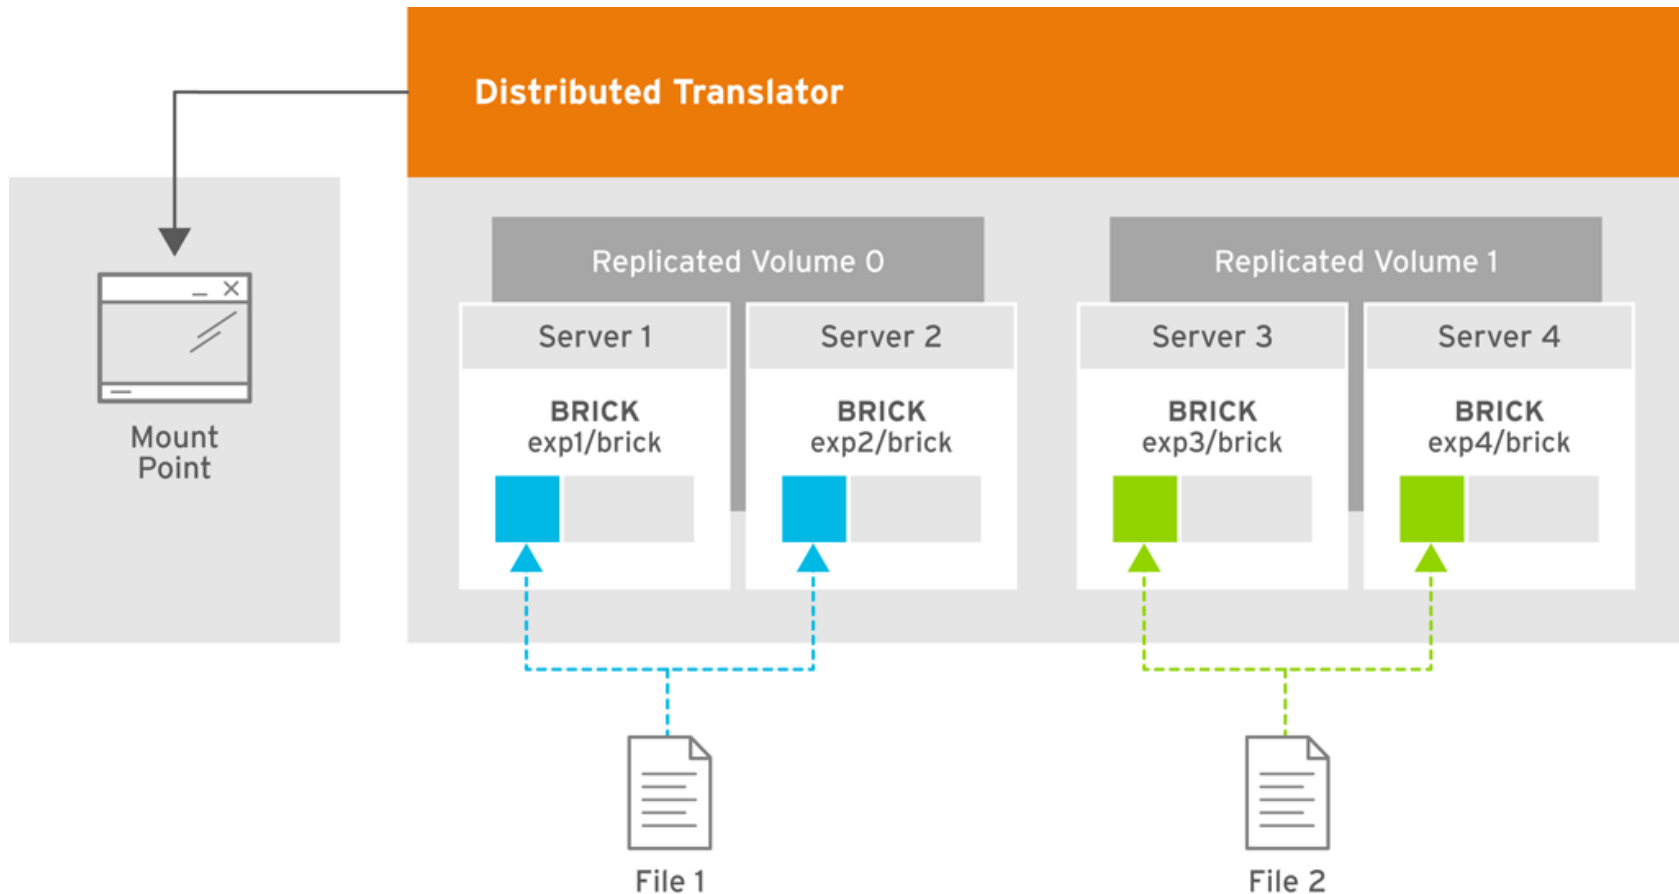 Distributed Translator
Mount
Point
Replicated Volume 0
Replicated Volume 1
Server 1
Server 2
Server 3
Server 4
BRICK
exp1/brick
BRICK
exp2/brick
BRICK
exp3/brick
BRICK
exp4/brick
File 1
File 2